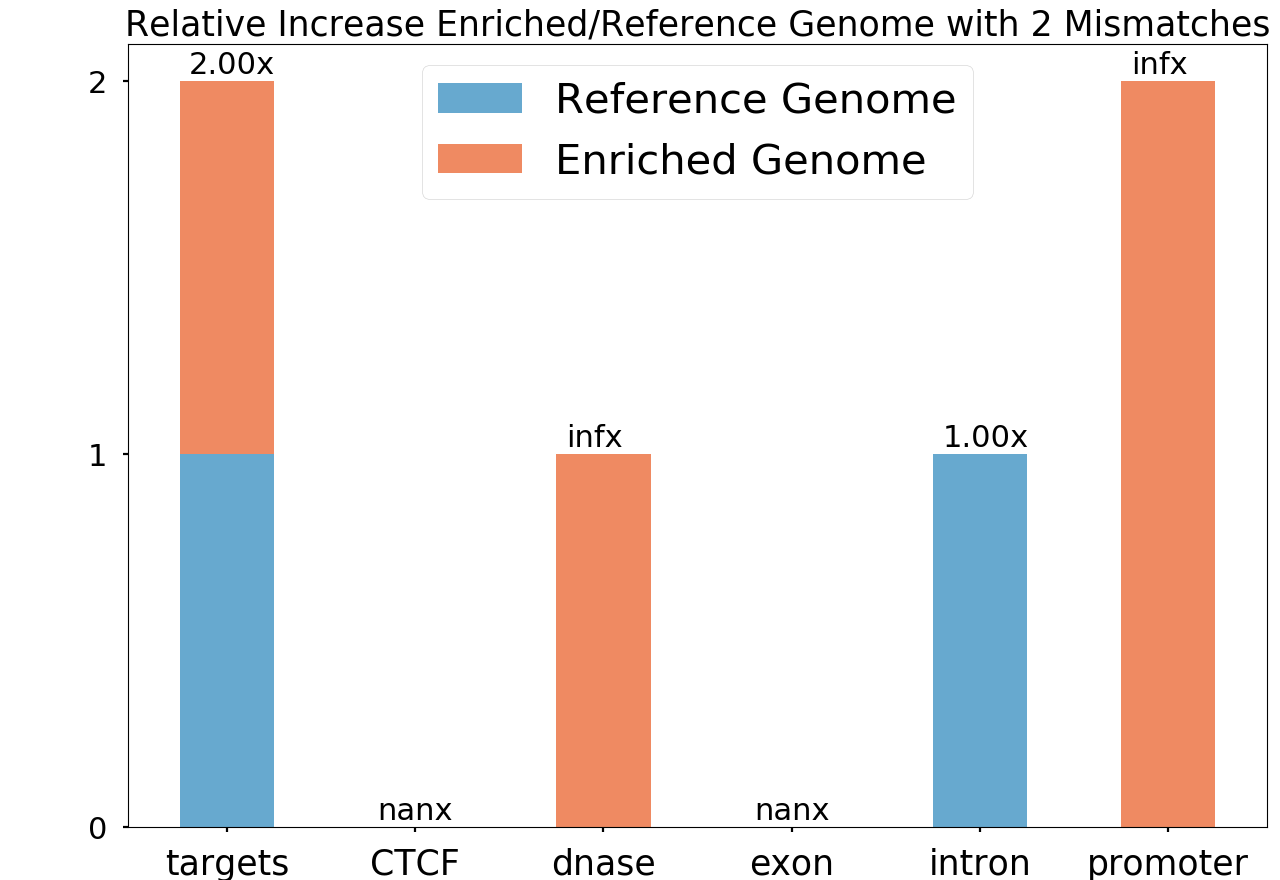 Relative Increase Enriched/Reference Genome with 2 Mismatches
2.00x
infx
2
Reference Genome
Enriched Genome
infx
1.00x
1
nanx
nanx
0
targets
CTCF
dnase
exon
intron
promoter